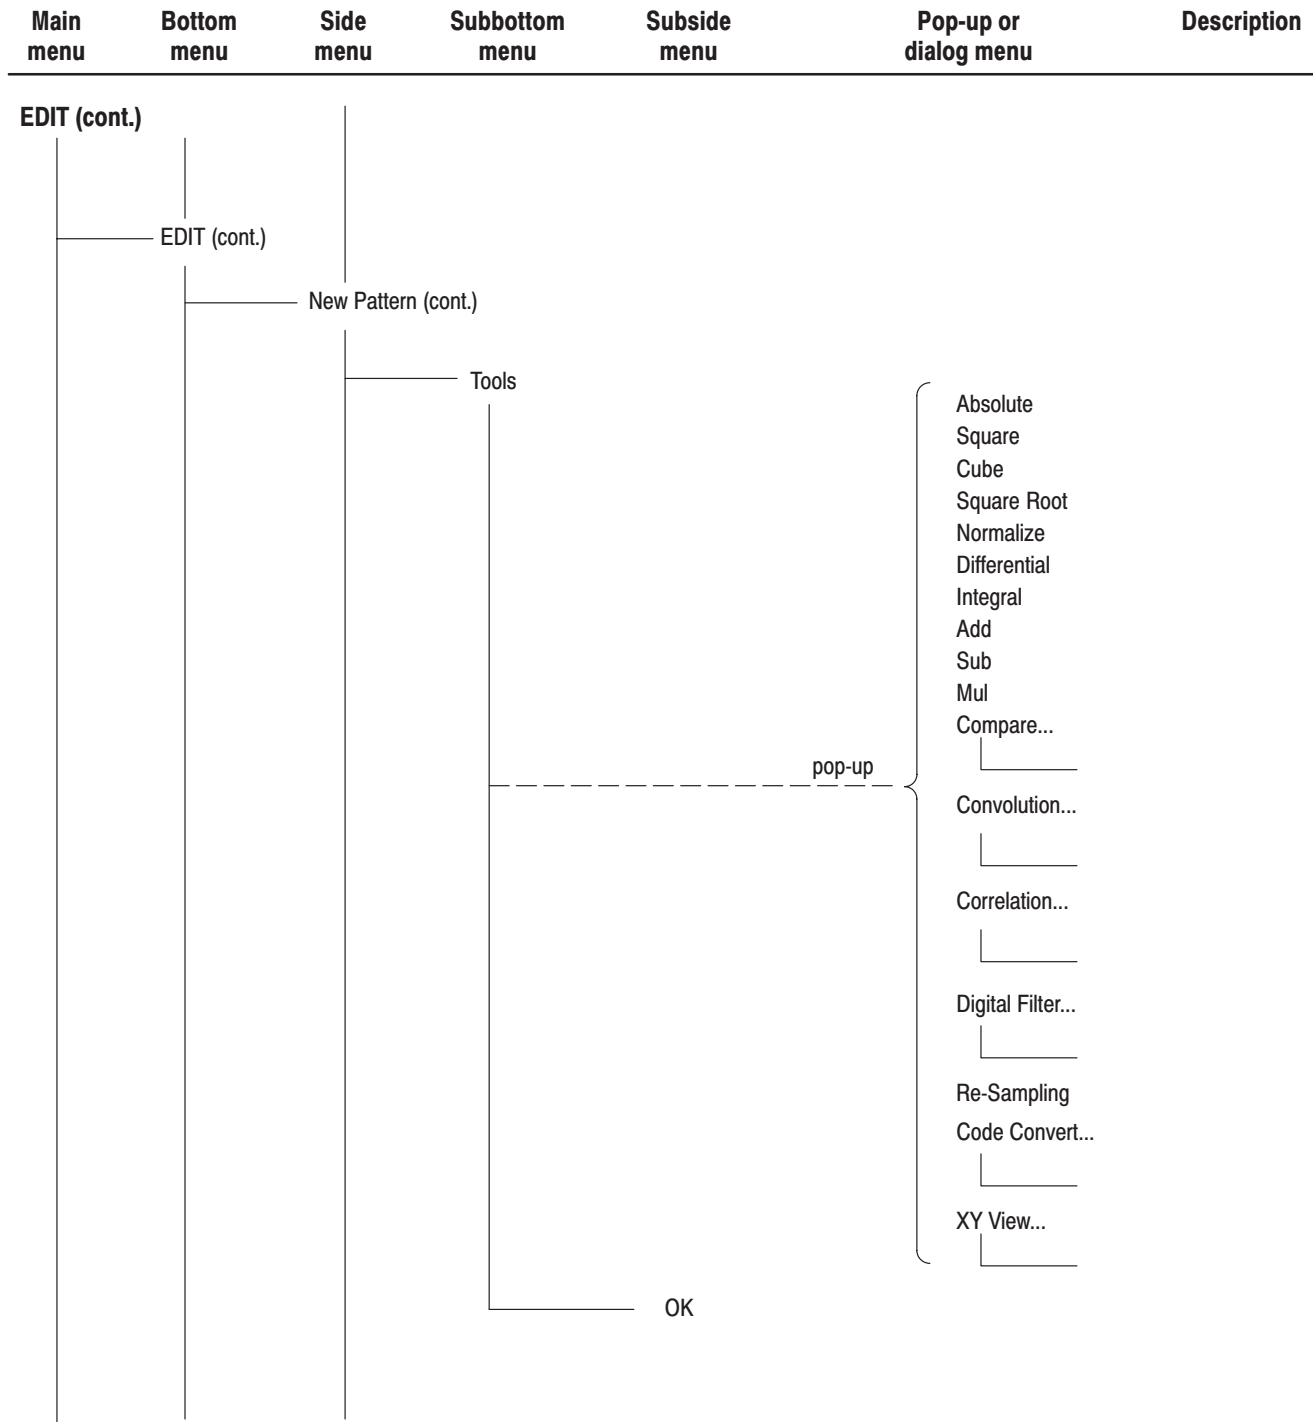 Main menu
Bottom menu
Side menu
Subbottom menu
Subside menu
Pop-up or dialog menu
Description
EDIT (cont.)
EDIT (cont.)
New Pattern (cont.)
Tools
Absolute
Square
Cube
Square Root
Normalize
Differential
Integral
Add
Sub
Mul
Compare...
pop-up
Convolution...
Correlation...
Digital Filter...
Re-Sampling
Code Convert...
XY View...
OK